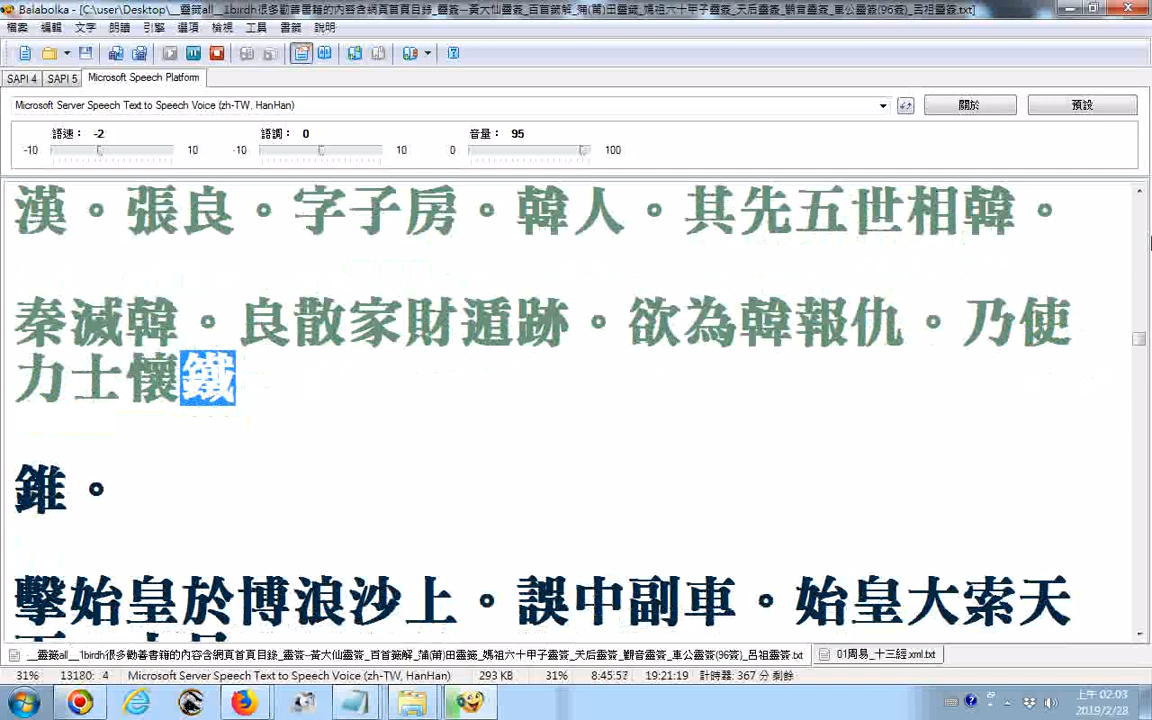 Balabolka - [C:\user\Desktop\__靈籤all__1birdh很多勸善書籍的內容含網頁首頁目錄_靈簽--黃大仙靈簽_百首籤解_蒲(莆)田靈籤_媽祖六十甲子靈簽_天后靈簽_觀音靈簽_車公靈簽(96簽)_呂祖靈簽.txt]
檔案 編輯 文字 朗讀 引擎 選項 檢視 工具 書籤 說明
SAPI 4 SAPI 5 Microsoft Speech Platform
Microsoft Server Speech Text to Speech Voice (zh-TW, HanHan) 關於 預設
語速： -2 語調： 0 音量： 95
-10 10 -10 10 0 100
漢。張良。字子房。韓人。其先五世相韓。
秦滅韓。良散家財遁跡。欲為韓報仇。乃使
力士懷鐵
錐。
擊始皇於博浪沙上。誤中副車。始皇大索天
__靈籤all__1birdh很多勸善書籍的內容含網頁首頁目錄_靈簽--黃大仙靈簽_百首籤解_蒲(莆)田靈籤_媽祖六十甲子靈簽_天后靈簽_觀音靈簽_車公靈簽(96簽)_呂祖靈簽.txt 01周易_十三經.xml.txt
31% 13180: 4 Microsoft Server Speech Text to Speech Voice (zh-TW, HanHan) 293 KB 31% 8:45:57 19:21:19 計時器: 367 分 剩餘
上午 02:03
2019/2/28